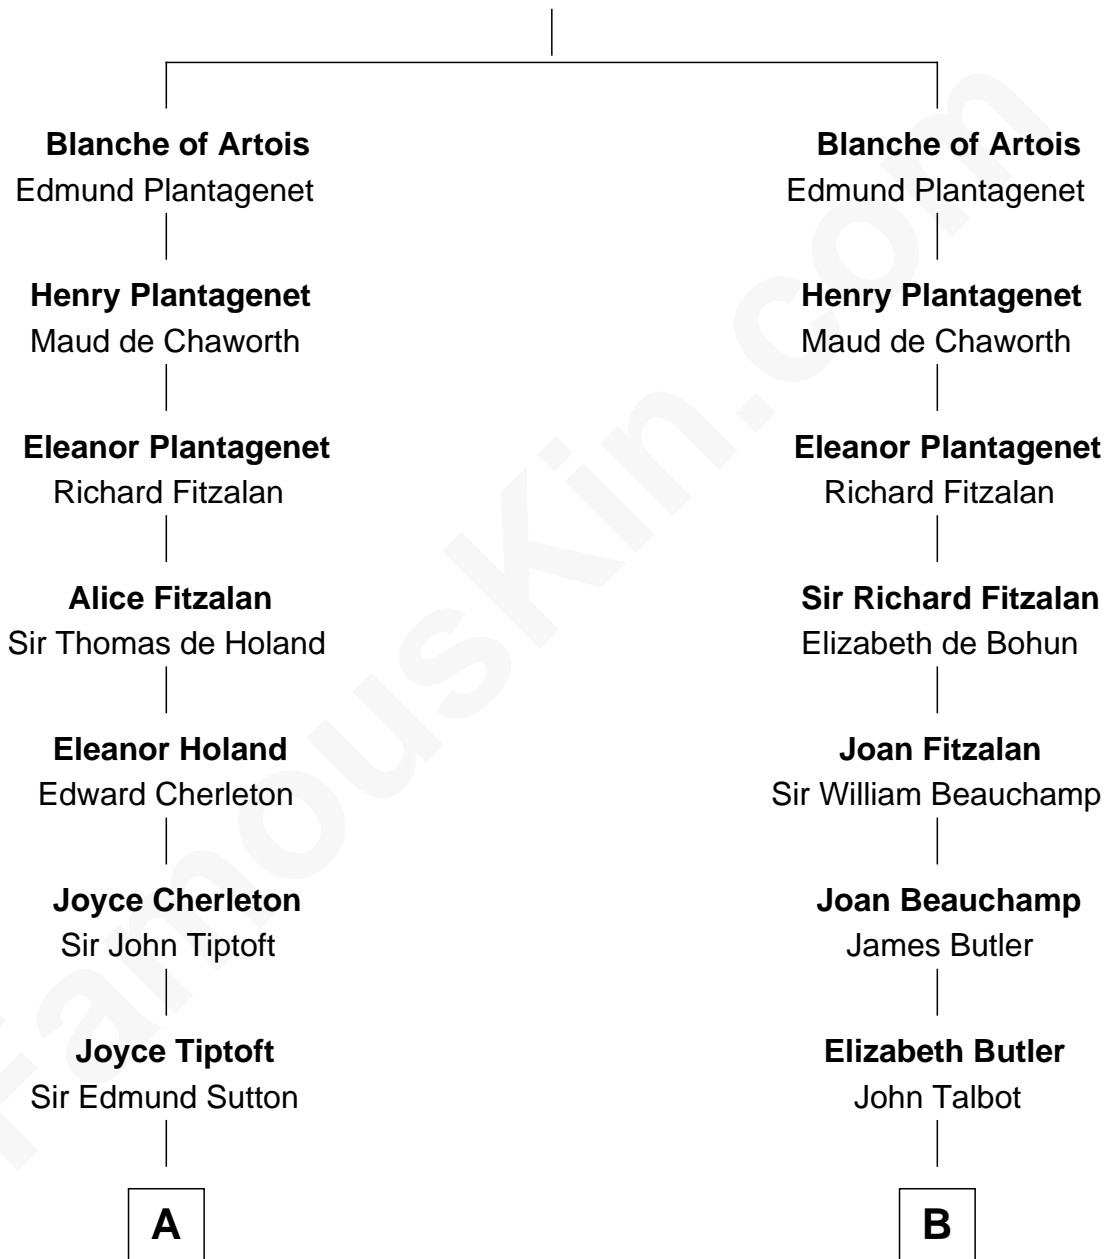 Blanche of Artois
Edmund Plantagenet
Henry Plantagenet
Maud de Chaworth
Eleanor Plantagenet
Richard Fitzalan
Alice Fitzalan
Sir Thomas de Holand
Eleanor Holand
Edward Cherleton
Joyce Cherleton
Sir John Tiptoft
Joyce Tiptoft
Sir Edmund Sutton
A
Blanche of Artois
Edmund Plantagenet
Henry Plantagenet
Maud de Chaworth
Eleanor Plantagenet
Richard Fitzalan
Sir Richard Fitzalan
Elizabeth de Bohun
Joan Fitzalan
Sir William Beauchamp
Joan Beauchamp
James Butler
Elizabeth Butler
John Talbot
B
FamousKin.com